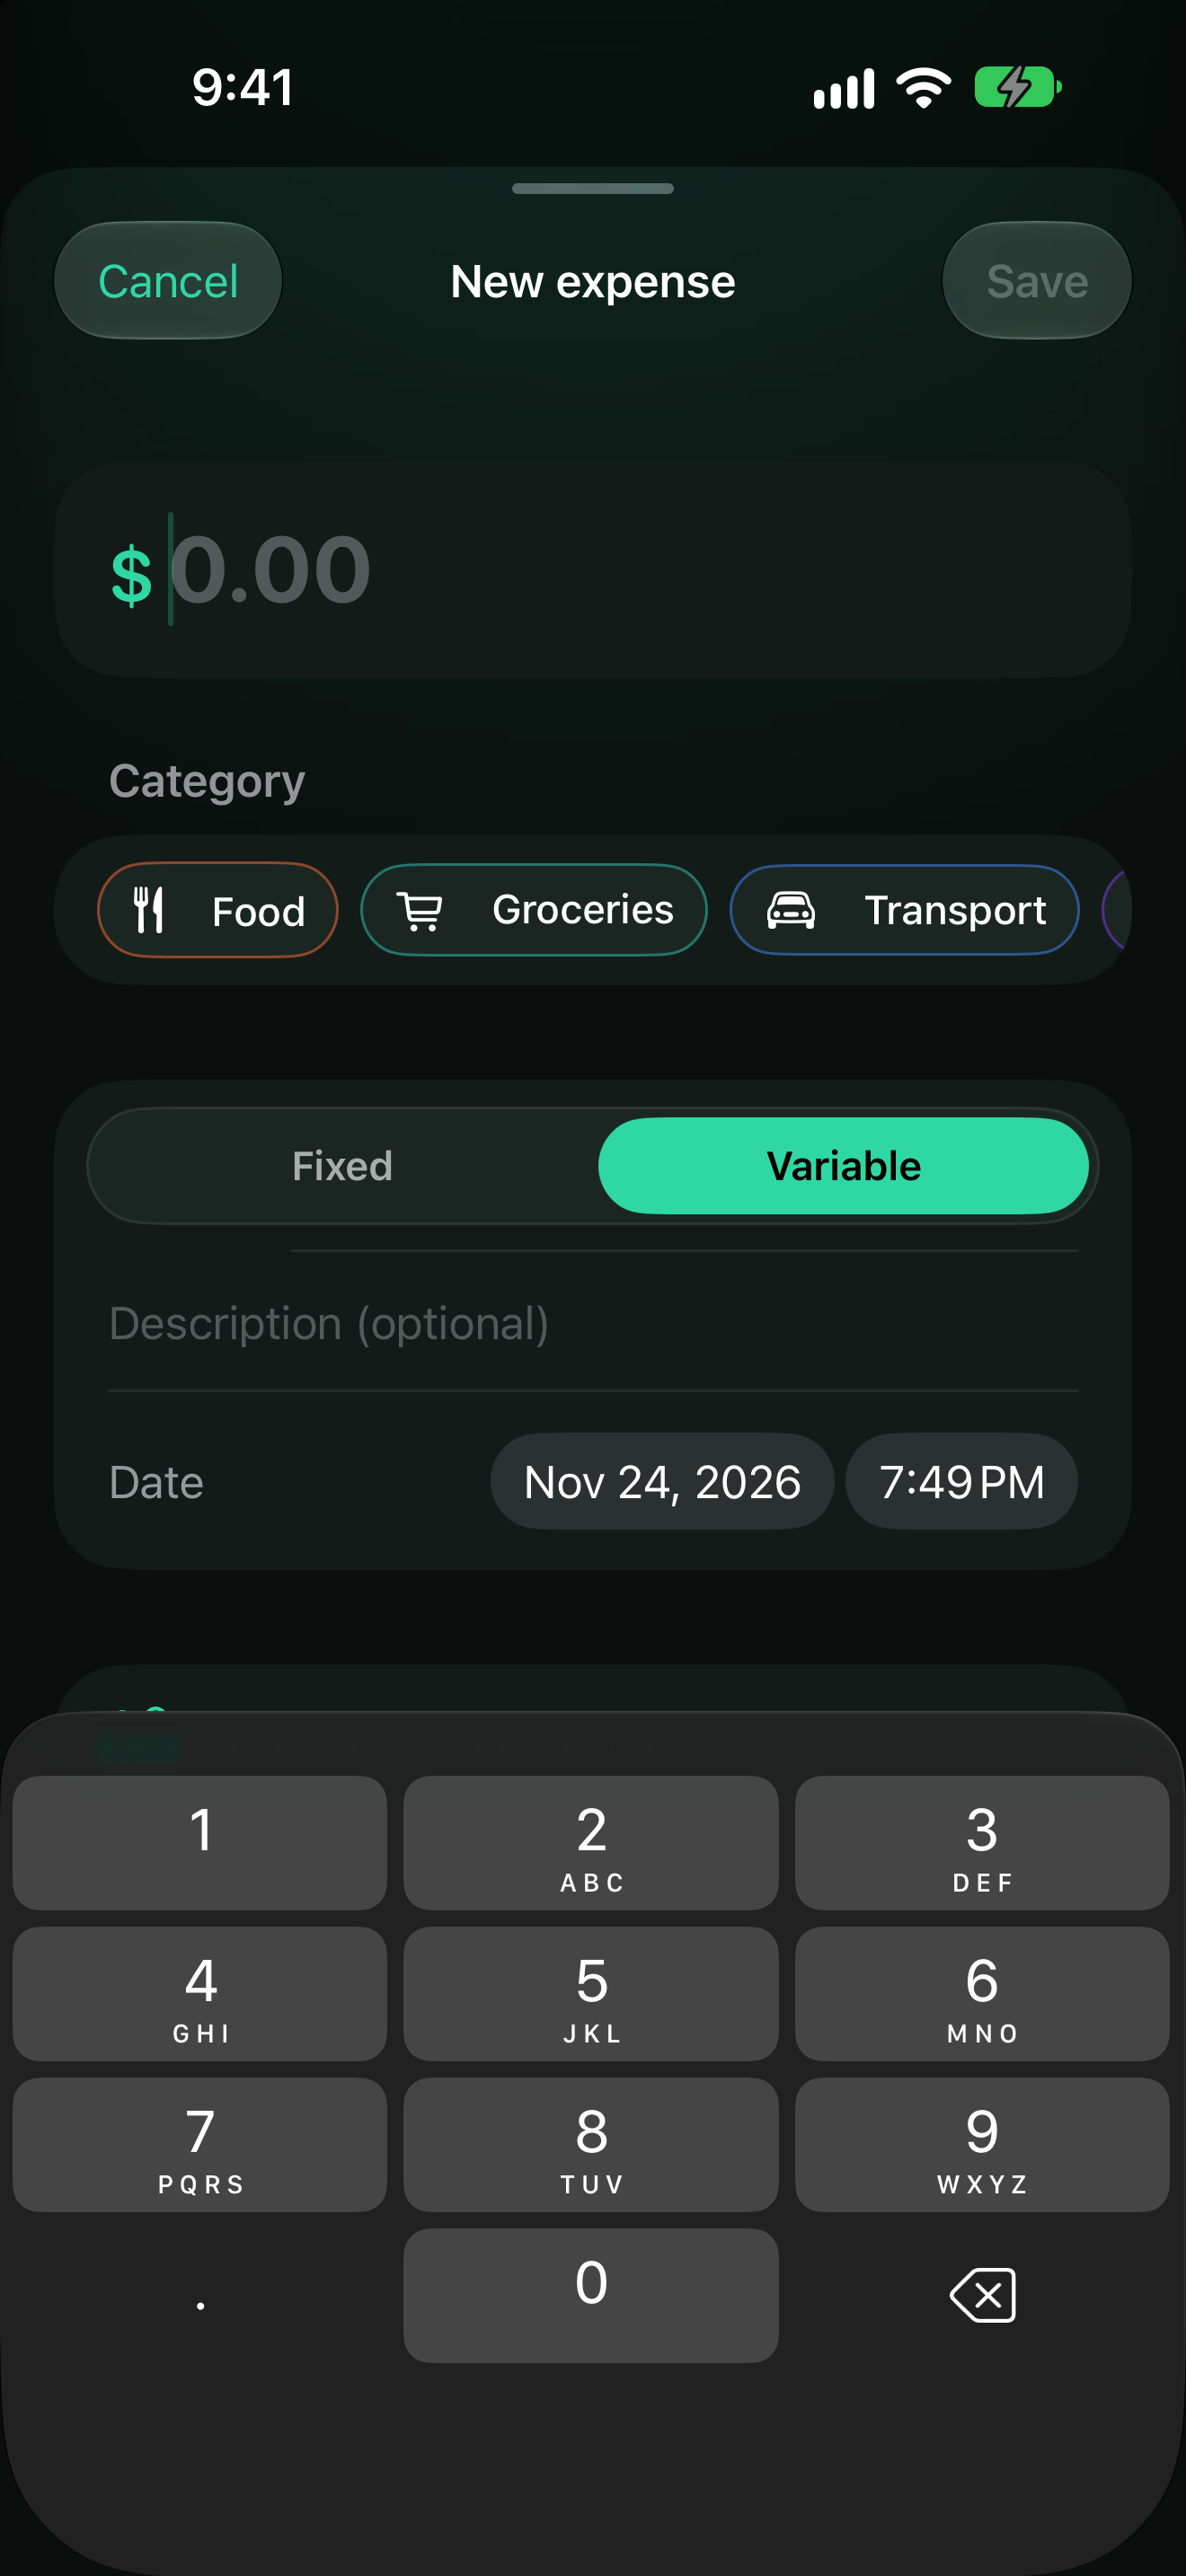 9:41
Cancel
New expense
Save
$ 0.00
Category
Food
Groceries
Transport
Fixed
Variable
Description (optional)
Date
Nov 24, 2026
7:49 PM
1
2
ABC
3
DEF
4
GHI
5
JKL
6
MNO
7
PQRS
8
TUV
9
WXYZ
.
0